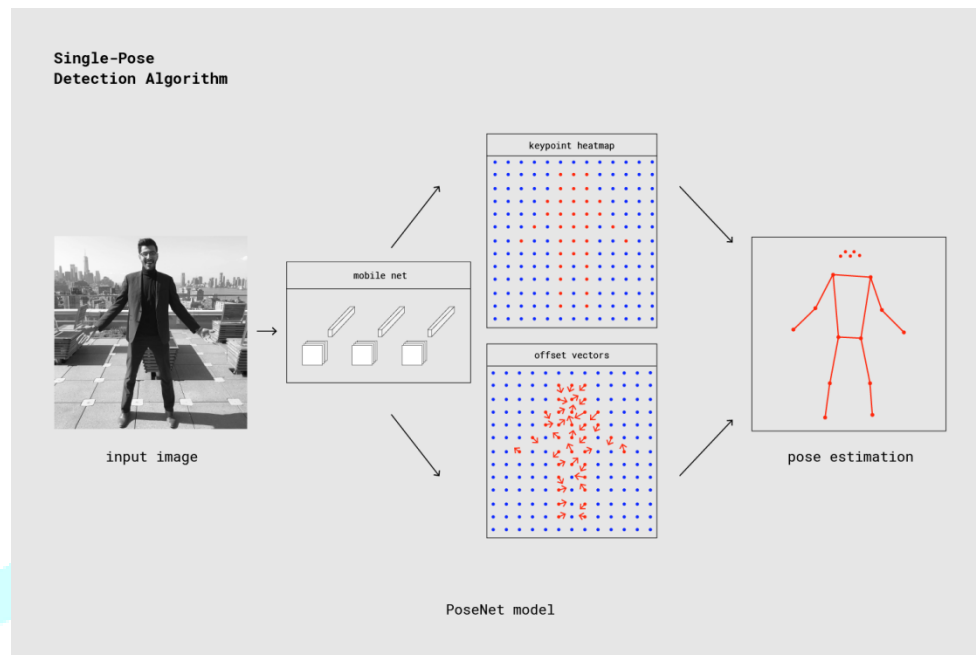 Single-Pose
Detection Algorithm
keypoint heatmap
mobile net
offset vectors
input image
pose estimation
PoseNet model